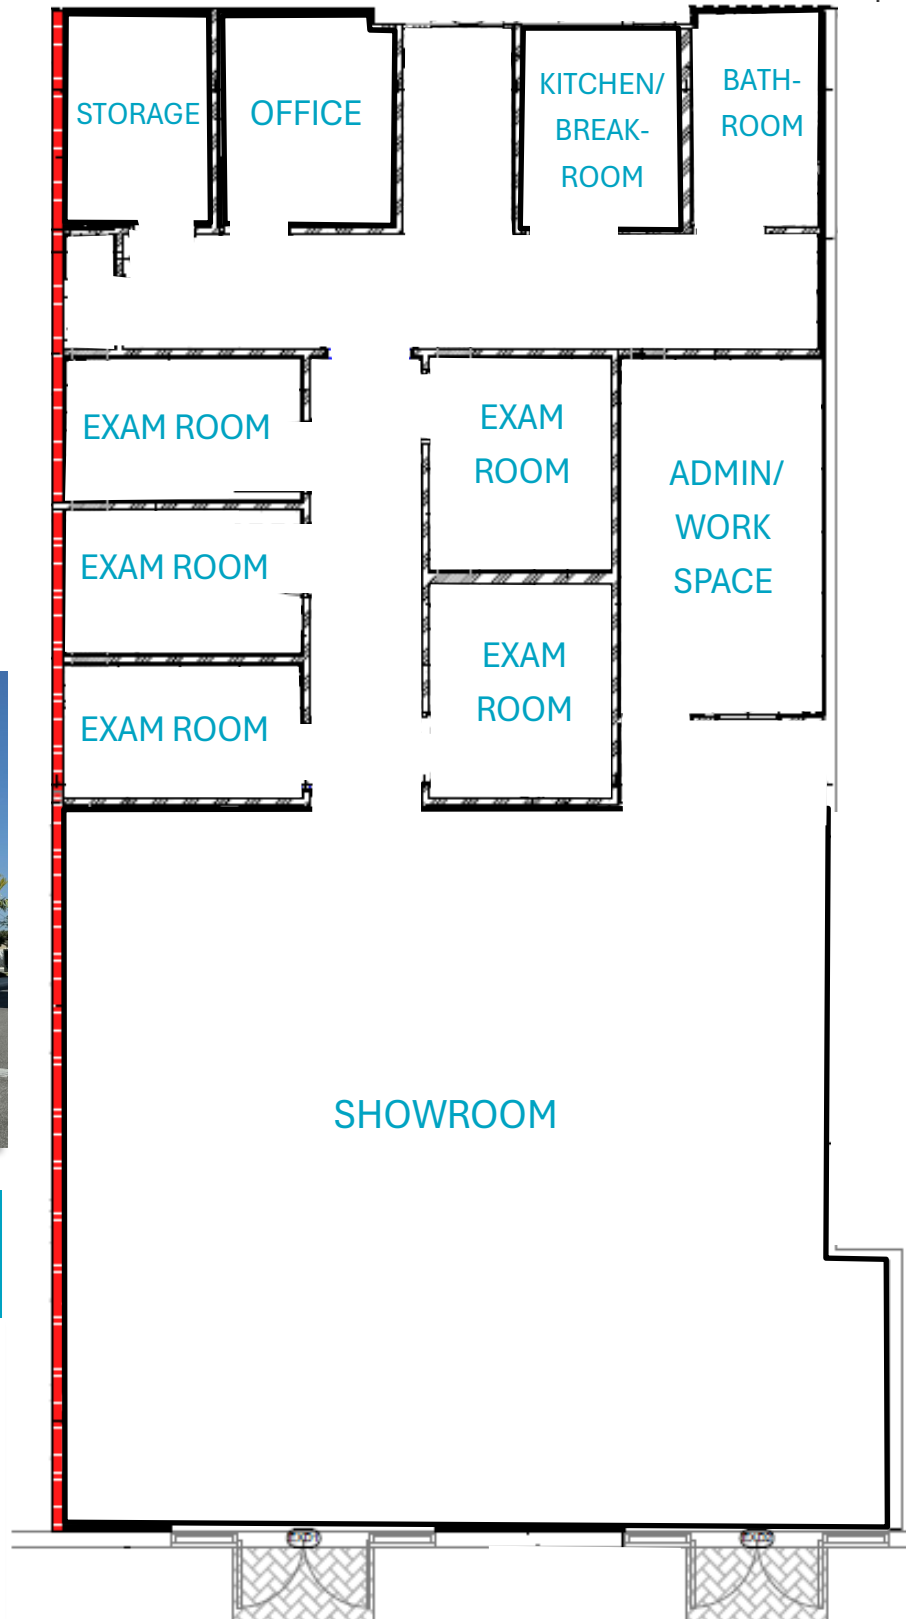 STORAGE
OFFICE
KITCHEN/
BREAK-
ROOM
BATH-
ROOM
EXAM ROOM
EXAM
ROOM
ADMIN/
WORK
SPACE
EXAM ROOM
EXAM
ROOM
EXAM ROOM
SHOWROOM